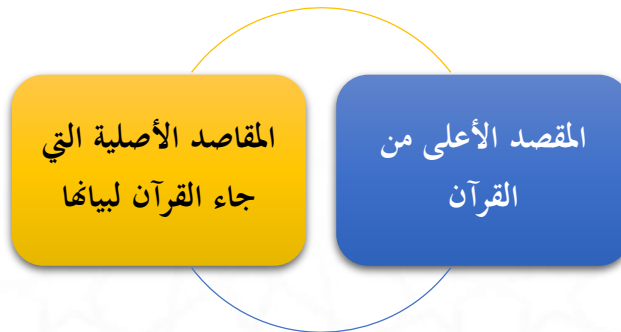 المقصد الأعلى من
القرآن
المقاصد الأصلية التي
جاء القرآن لبيانها